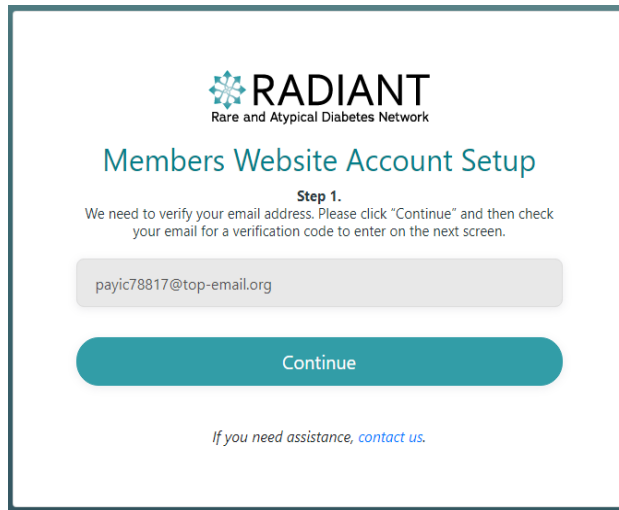 RADIANT
Rare and Atypical Diabetes Network
Members Website Account Setup
Step 1.
We need to verify your email address. Please click “Continue” and then check
your email for a verification code to enter on the next screen.
payic78817@top-email.org
Continue
If you need assistance, contact us.